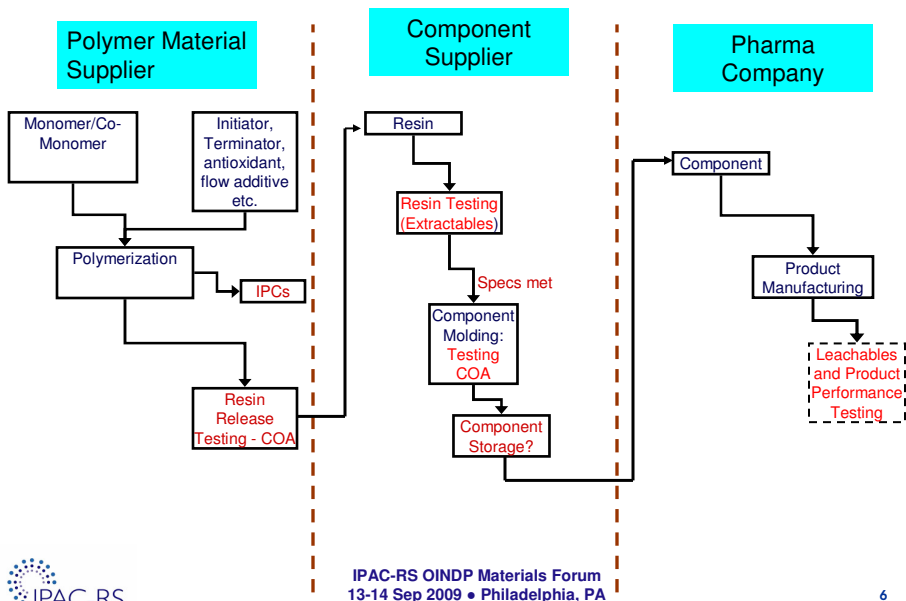 Polymer Material
Supplier
Component
Supplier
Pharma
Company
Monomer/Co-
Monomer
Initiator,
Terminator,
antioxidant,
flow additive
etc.
Polymerization
IPCs
Resin
Release
Testing - COA
Resin
Resin Testing
(Extractables)
Specs met
Component
Molding:
Testing
COA
Component
Storage?
Component
Product
Manufacturing
Leachables
and Product
Performance
Testing
IPAC-RS
IPAC-RS OINDP Materials Forum
13-14 Sep 2009 • Philadelphia, PA
6